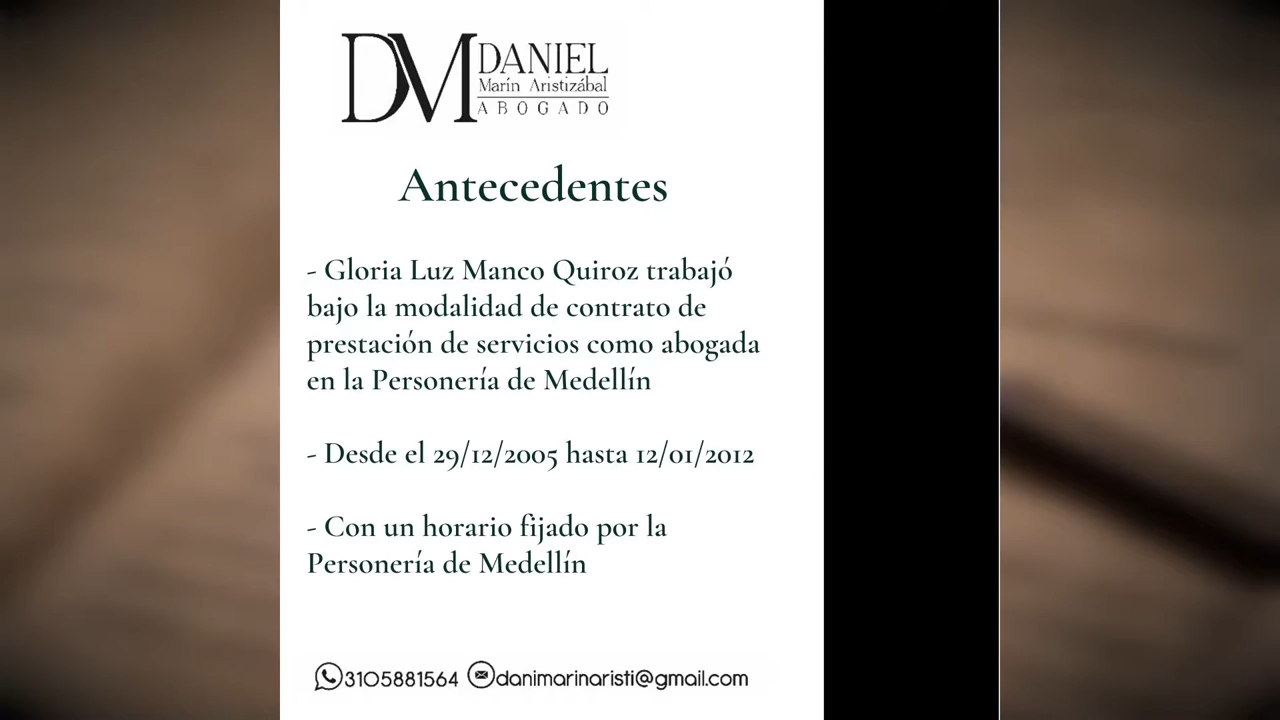 DM DANIEL
Marín Aristizábal
ABOGADO
Antecedentes
- Gloria Luz Manco Quiroz trabajó
bajo la modalidad de contrato de
prestación de servicios como abogada
en la Personería de Medellín
- Desde el 29/12/2005 hasta 12/01/2012
- Con un horario fijado por la
Personería de Medellín
3105881564 danimarinaristi@gmail.com